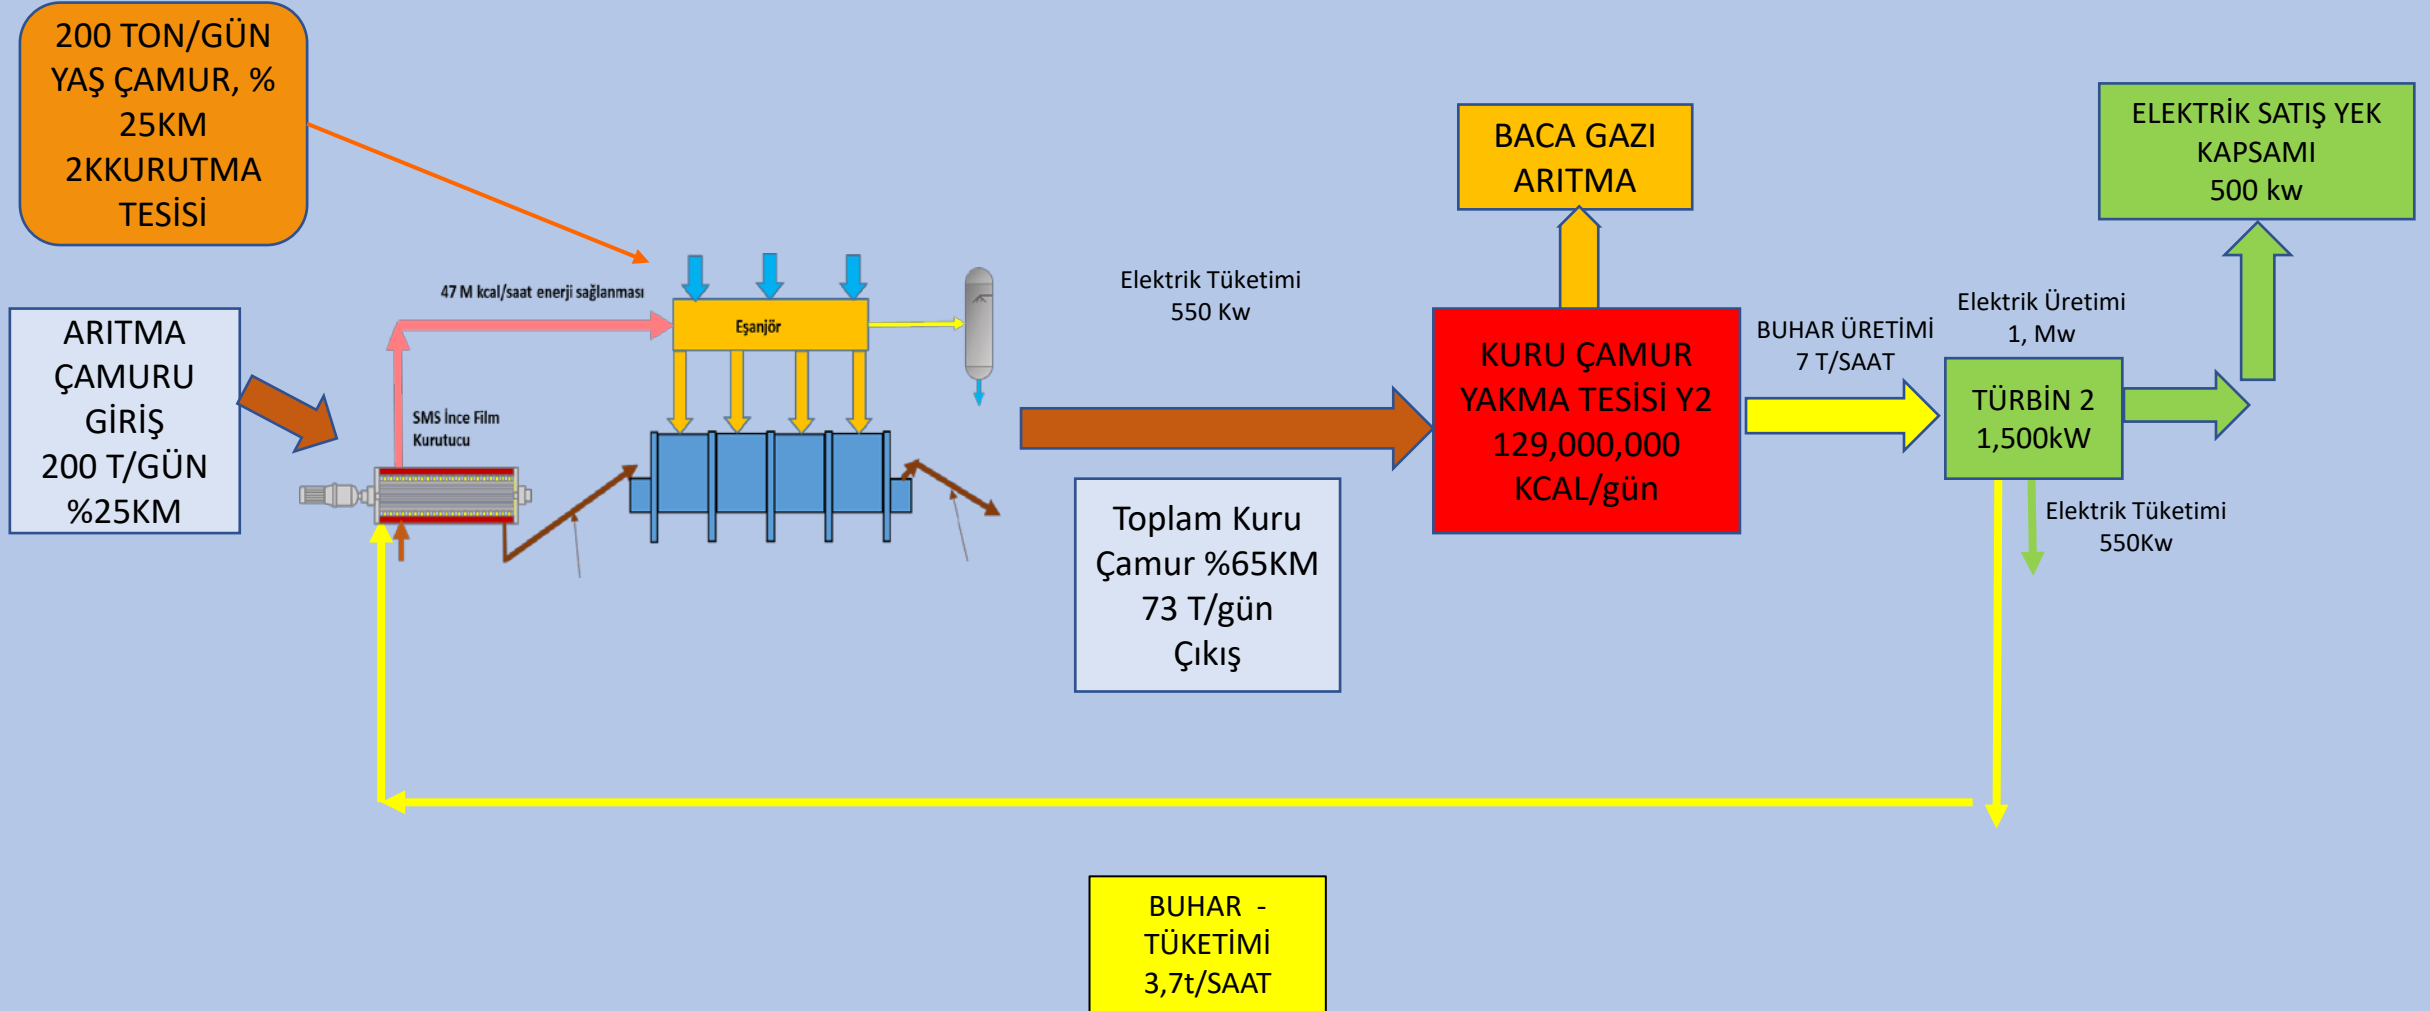 200 TON/GÜN
YAŞ ÇAMUR, %
25KM
2KKURUTMA
TESİSİ
ARITMA
ÇAMURU
GİRİŞ
200 T/GÜN
%25KM
47 M kcal/saat enerji sağlanması
Eşanjör
SMS İnce Film
Kurutucu
Elektrik Tüketimi
550 Kw
Toplam Kuru
Çamur %65KM
73 T/gün
Çıkış
BACA GAZI
ARITMA
KURU ÇAMUR
YAKMA TESİSİ Y2
129,000,000
KCAL/gün
BUHAR ÜRETİMİ
7 T/SAAT
Elektrik Üretimi
1, Mw
TÜRBİN 2
1,500kW
ELEKTRİK SATIŞ YEK
KAPSAMI
500 kw
Elektrik Tüketimi
550Kw
BUHAR -
TÜKETİMİ
3,7t/SAAT